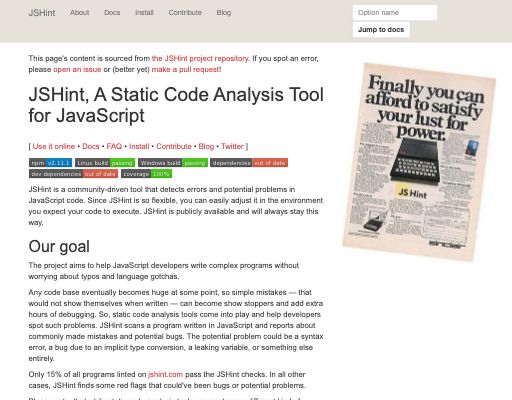 JSHint
About
Docs
Install
Contribute
Blog
Option name
Jump to docs
This page's content is sourced from the JSHint project repository. If you spot an error,
please open an issue or (better yet) make a pull request!
JSHint, A Static Code Analysis Tool
for JavaScript
[ Use it online • Docs • FAQ • Install • Contribute • Blog • Twitter ]
npm v2.11.1 Linux build passing Windows build passing dependencies out of date
dev dependencies out of date coverage 100%
JSHint is a community-driven tool that detects errors and potential problems in
JavaScript code. Since JSHint is so flexible, you can easily adjust it in the environment
you expect your code to execute. JSHint is publicly available and will always stay this
way.
Our goal
The project aims to help JavaScript developers write complex programs without
worrying about typos and language gotchas.
Any code base eventually becomes huge at some point, so simple mistakes — that
would not show themselves when written — can become show stoppers and add extra
hours of debugging. So, static code analysis tools come into play and help developers
spot such problems. JSHint scans a program written in JavaScript and reports about
commonly made mistakes and potential bugs. The potential problem could be a syntax
error, a bug due to an implicit type conversion, a leaking variable, or something else
entirely.
Only 15% of all programs linted on jshint.com pass the JSHint checks. In all other
cases, JSHint finds some red flags that could've been bugs or potential problems.
Finally you can
afford to satisfy
your lust for
power.
JS Hint
sinclair